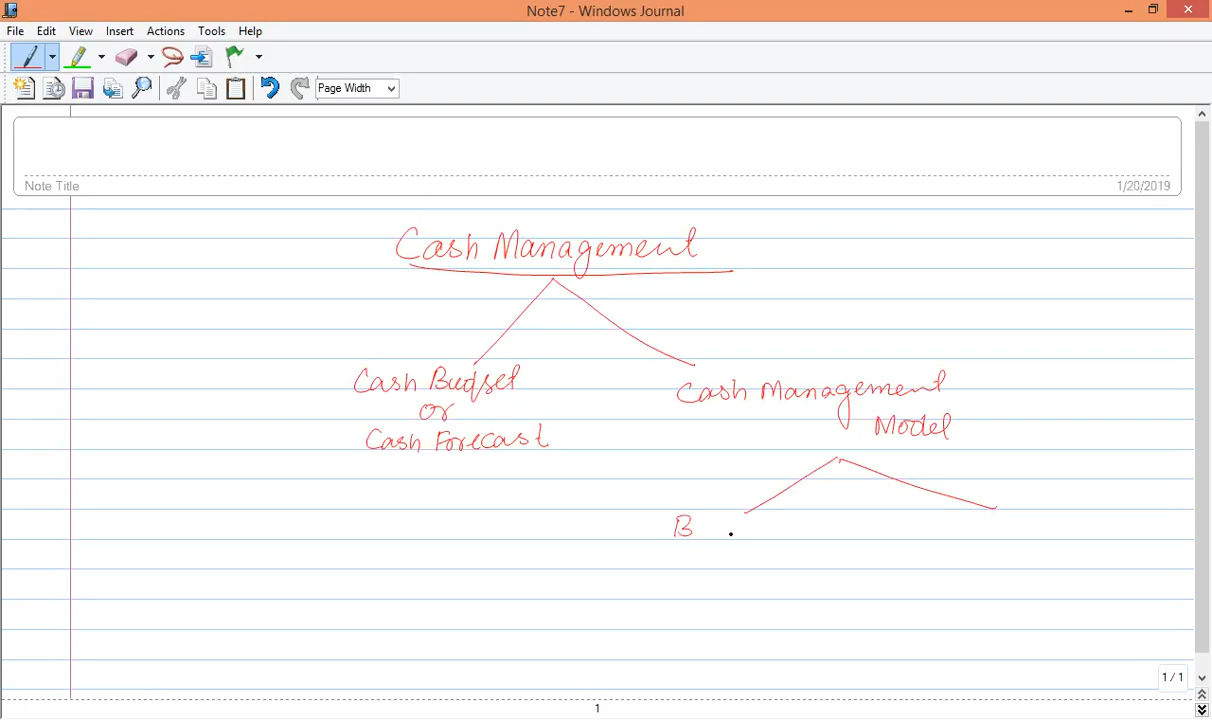 Note7 - Windows Journal
File Edit View Insert Actions Tools Help
Page Width
Note Title
1/20/2019
Cash Management
Cash Budget
or
Cash Forecast
Cash Management
Model
B
1 / 1
1